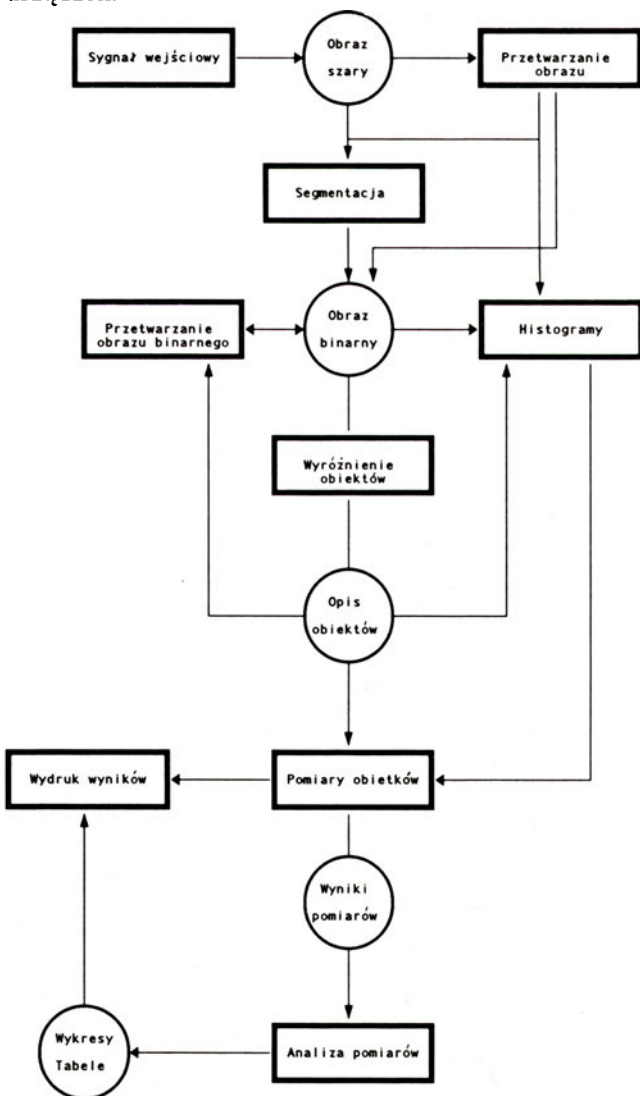 Sygnał wejściowy
Obraz
szary
Przetwarzanie
obrazu
Segmentacja
Przetwarzanie
obrazu binarnego
Obraz
binarny
Histogramy
Wyróżnienie
obiektów
Opis
obiektów
Wydruk wyników
Pomiary obietków
Wyniki
pomiarów
Wykresy
Tabele
Analiza pomiarów